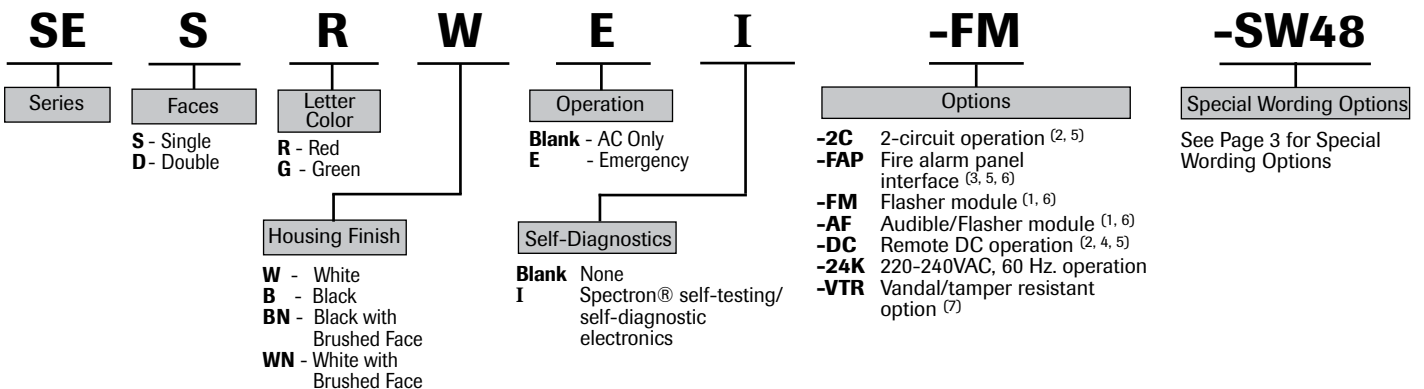 SE S R W E I -FM -SW48
Series
Faces
S - Single
D - Double
Letter
Color
R - Red
G - Green
Housing Finish
W - White
B - Black
BN - Black with
Brushed Face
WN - White with
Brushed Face
Operation
Blank - AC Only
E - Emergency
Self-Diagnostics
Blank None
I Spectron® self-testing/
self-diagnostic
electronics
Options
-2C 2-circuit operation (2, 5)
-FAP Fire alarm panel
interface (3, 5, 6)
-FM Flasher module (1, 6)
-AF Audible/Flasher module (1, 6)
-DC Remote DC operation (2, 4, 5)
-24K 220-240VAC, 60 Hz. operation
-VTR Vandal/tamper resistant
option (7)
Special Wording Options
See Page 3 for Special
Wording Options